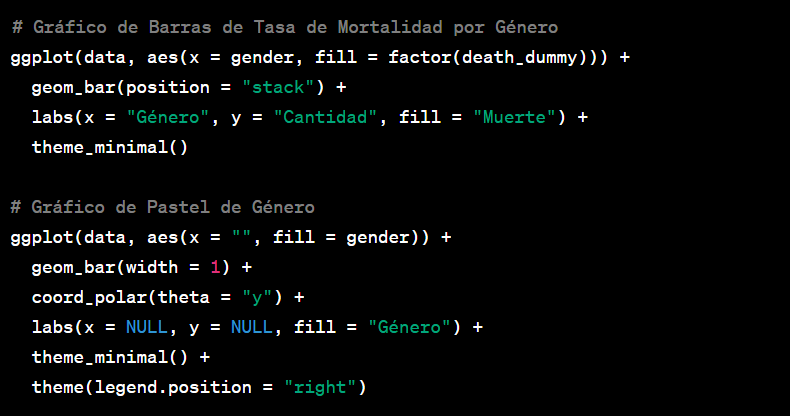 # Gráfico de Barras de Tasa de Mortalidad por Género
ggplot(data, aes(x = gender, fill = factor(death_dummy))) +
  geom_bar(position = "stack") +
  labs(x = "Género", y = "Cantidad", fill = "Muerte") +
  theme_minimal()

# Gráfico de Pastel de Género
ggplot(data, aes(x = "", fill = gender)) +
  geom_bar(width = 1) +
  coord_polar(theta = "y") +
  labs(x = NULL, y = NULL, fill = "Género") +
  theme_minimal() +
  theme(legend.position = "right")